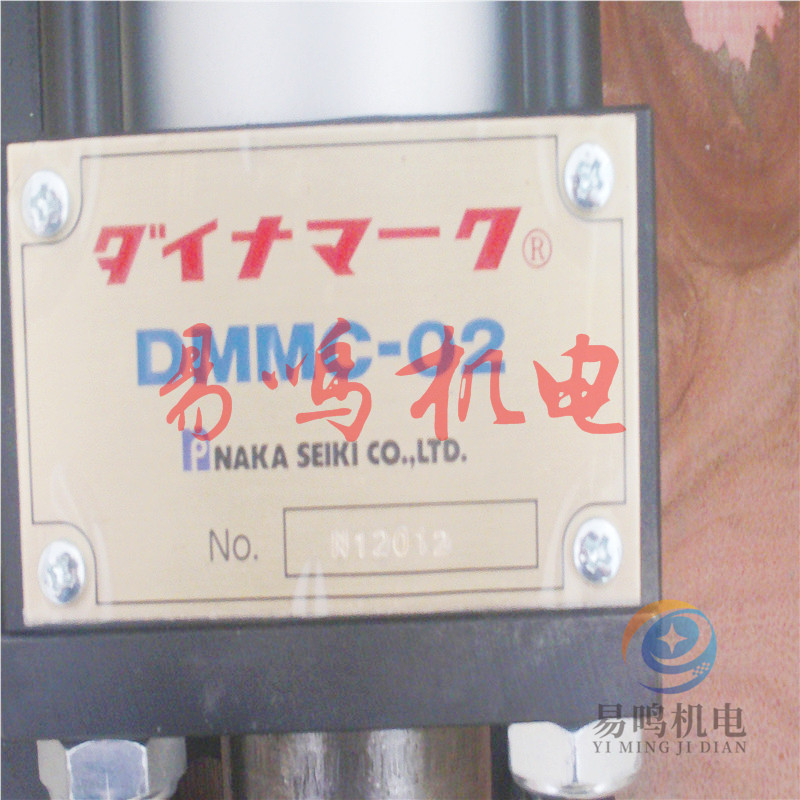 ダイナマーク®
DMMC-02
易鸣机电
NAKA SEIKI CO.,LTD.
No. N12012
易鸣机电
YI MING JI DIAN